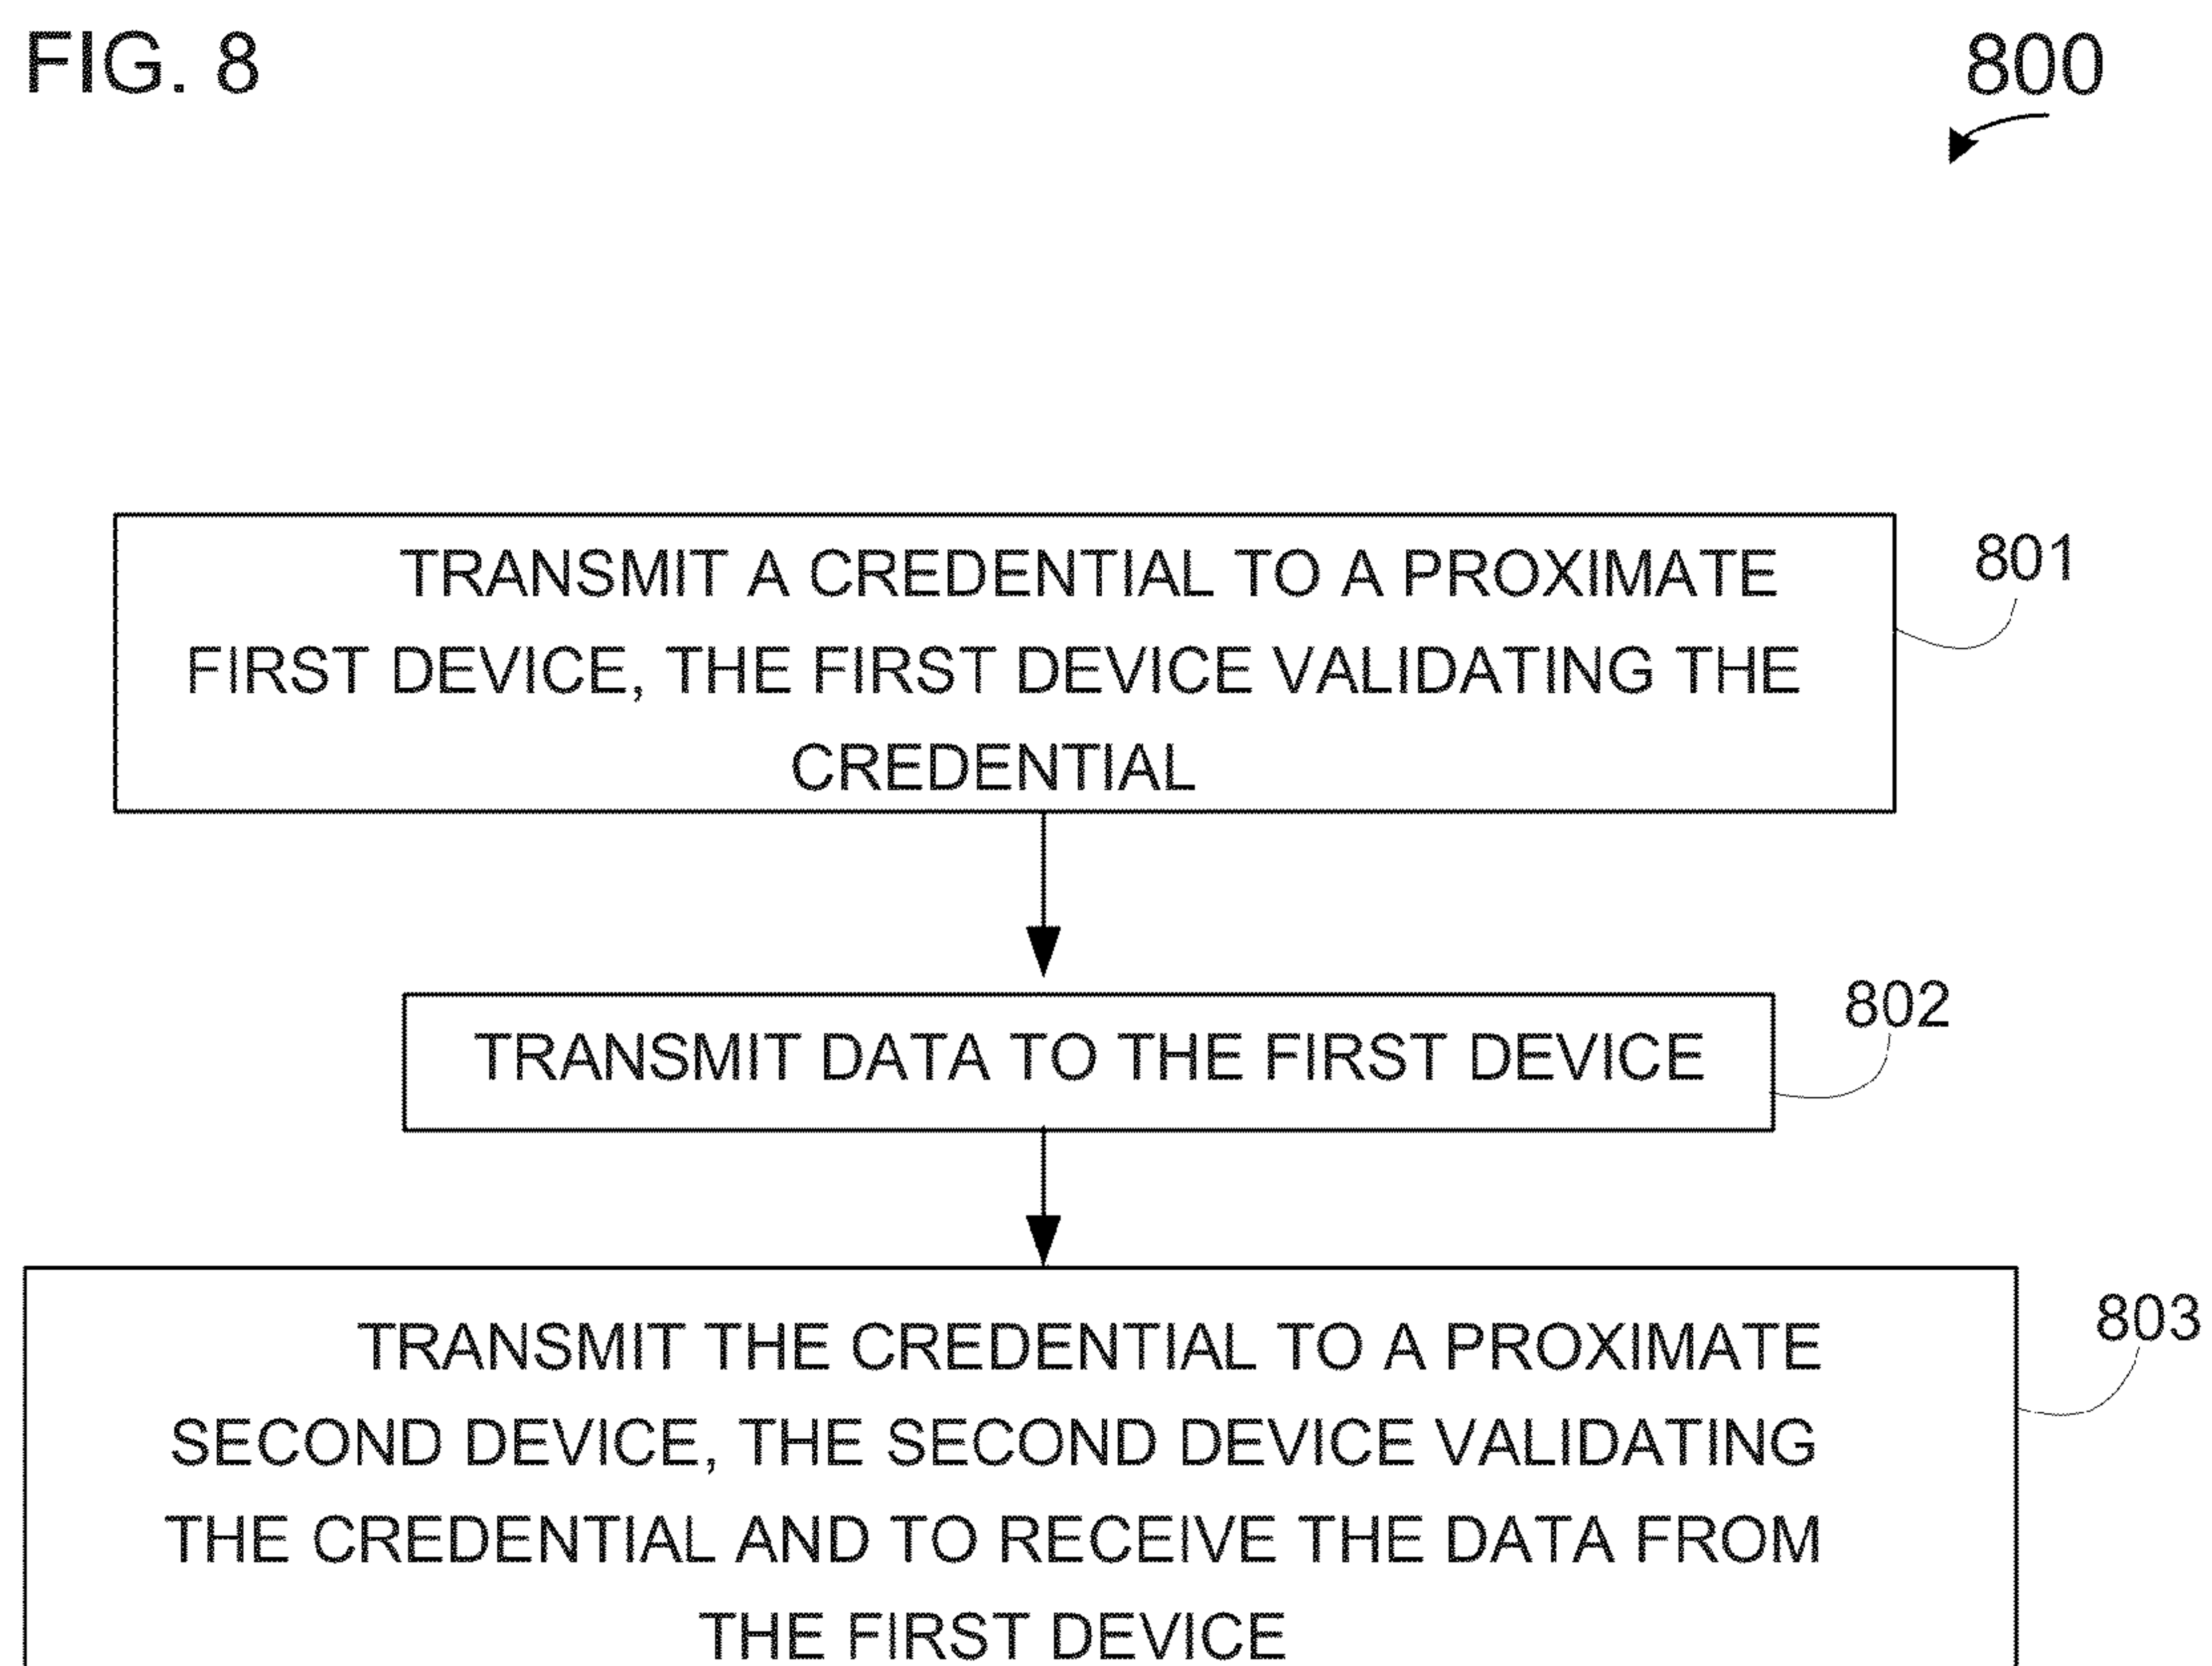 FIG. 8
800
TRANSMIT A CREDENTIAL TO A PROXIMATE
FIRST DEVICE, THE FIRST DEVICE VALIDATING THE
CREDENTIAL
801
TRANSMIT DATA TO THE FIRST DEVICE
802
TRANSMIT THE CREDENTIAL TO A PROXIMATE
SECOND DEVICE, THE SECOND DEVICE VALIDATING
THE CREDENTIAL AND TO RECEIVE THE DATA FROM
THE FIRST DEVICE
803